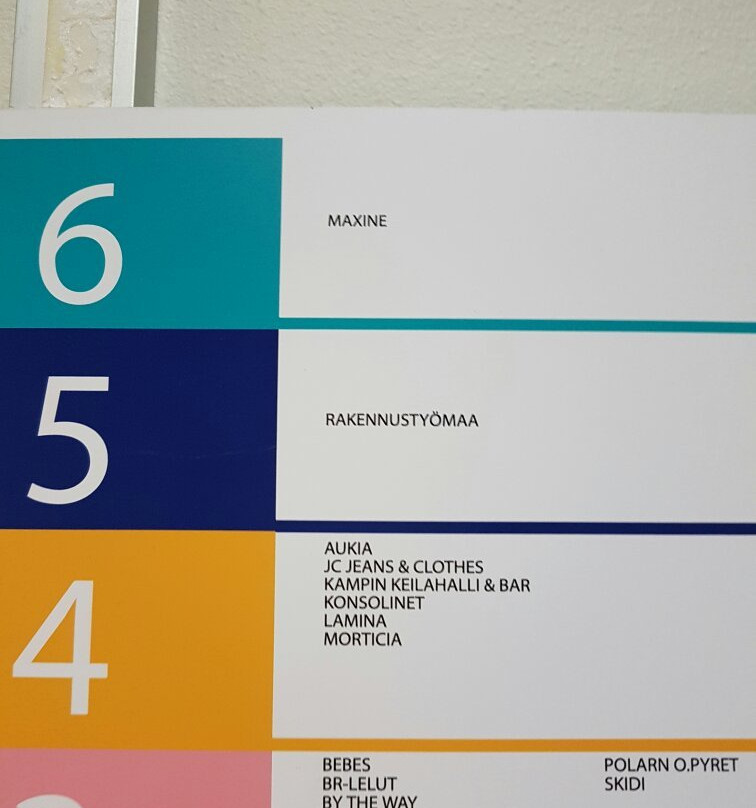 6
MAXINE
5
RAKENNUSTYÖMAA
4
AUKIA
JC JEANS & CLOTHES
KAMPIN KEILAHALLI & BAR
KONSOLINET
LAMINA
MORTICIA
BEBES
BR-LELUT
BY THE WAY
POLARN O.PYRET
SKIDI